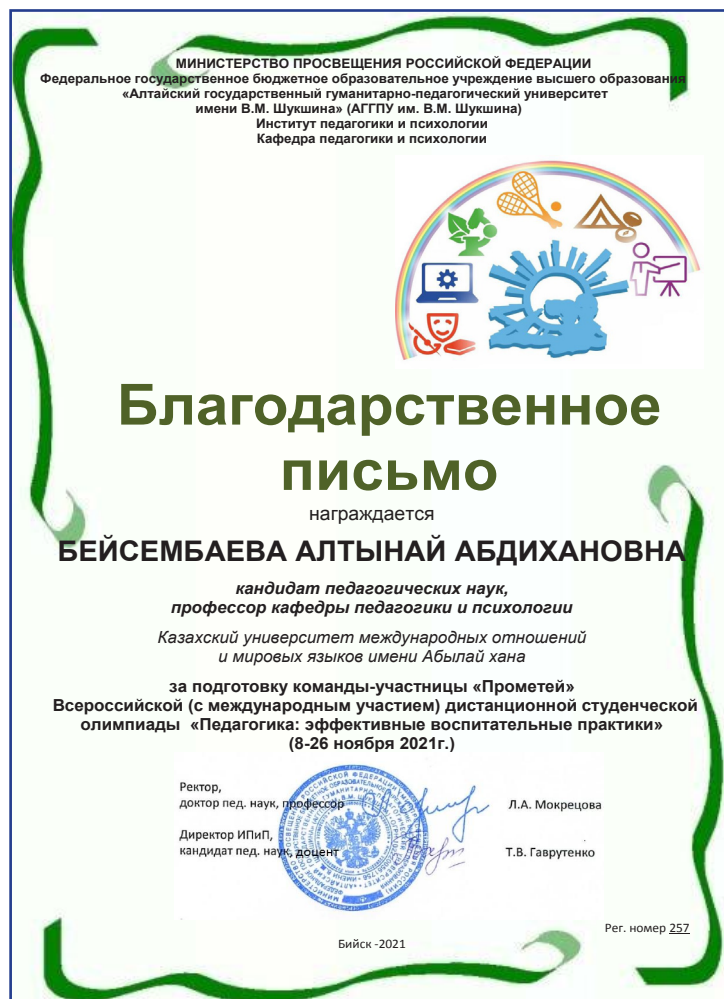 МИНИСТЕРСТВО ПРОСВЕЩЕНИЯ РОССИЙСКОЙ ФЕДЕРАЦИИ
Федеральное государственное бюджетное образовательное учреждение высшего образования
«Алтайский государственный гуманитарно-педагогический университет
имени В.М. Шукшина» (АГГПУ им. В.М. Шукшина)
Институт педагогики и психологии
Кафедра педагогики и психологии
Благодарственное
письмо
награждается
БЕЙСЕМБАЕВА АЛТЫНАЙ АБДИХАНОВНА
кандидат педагогических наук,
профессор кафедры педагогики и психологии
Казахский университет международных отношений
и мировых языков имени Абылай хана
за подготовку команды-участницы «Прометей»
Всероссийской (с международным участием) дистанционной студенческой
олимпиады «Педагогика: эффективные воспитательные практики»
(8-26 ноября 2021г.)
Ректор,
доктор пед. наук, профессор
Л.А. Мокрецова
Директор ИПиП,
кандидат пед. наук, доцент
Т.В. Гаврутенко
Рег. номер 257
Бийск -2021